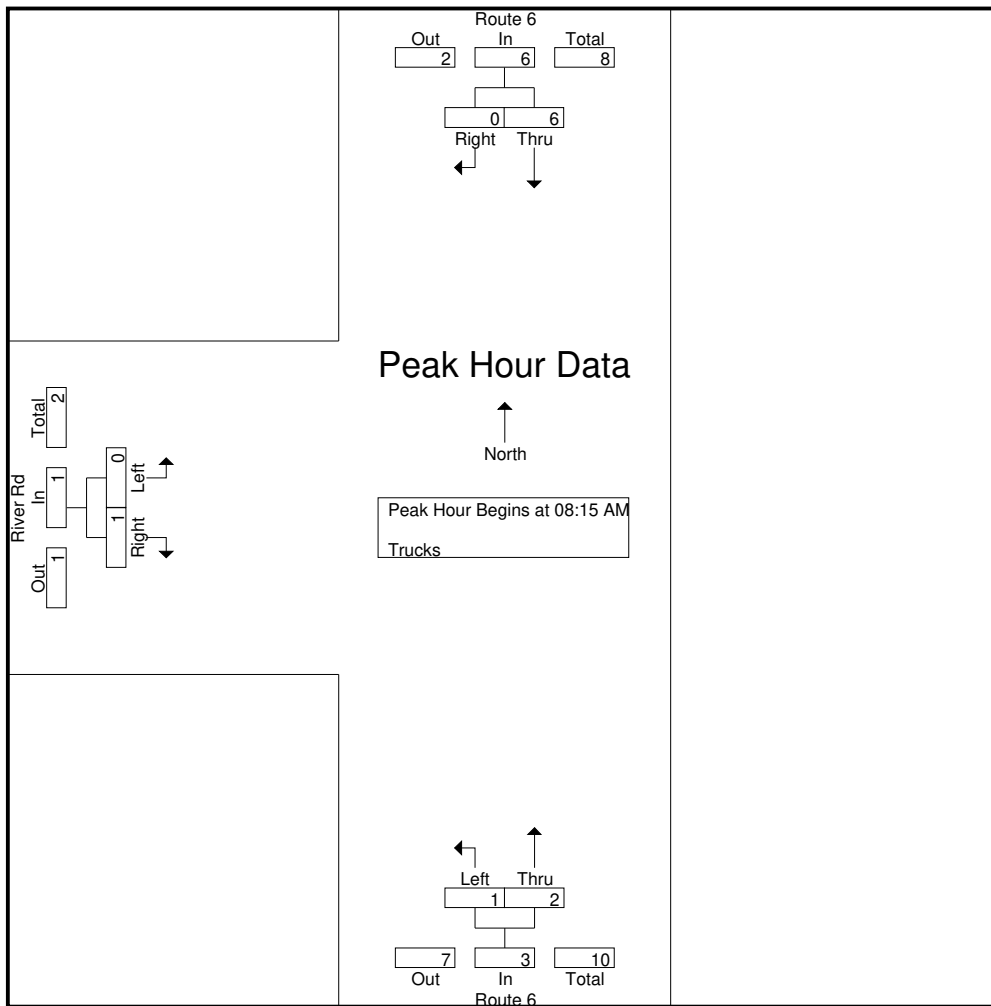 Route 6
Out In Total
2 6 8
0 6
Right Thru
Peak Hour Data
North
Peak Hour Begins at 08:15 AM
Trucks
River Rd
Out In Total
1 1 2
1 0
Right Left
Left Thru
1 2
7 3 10
Out In Total
Route 6